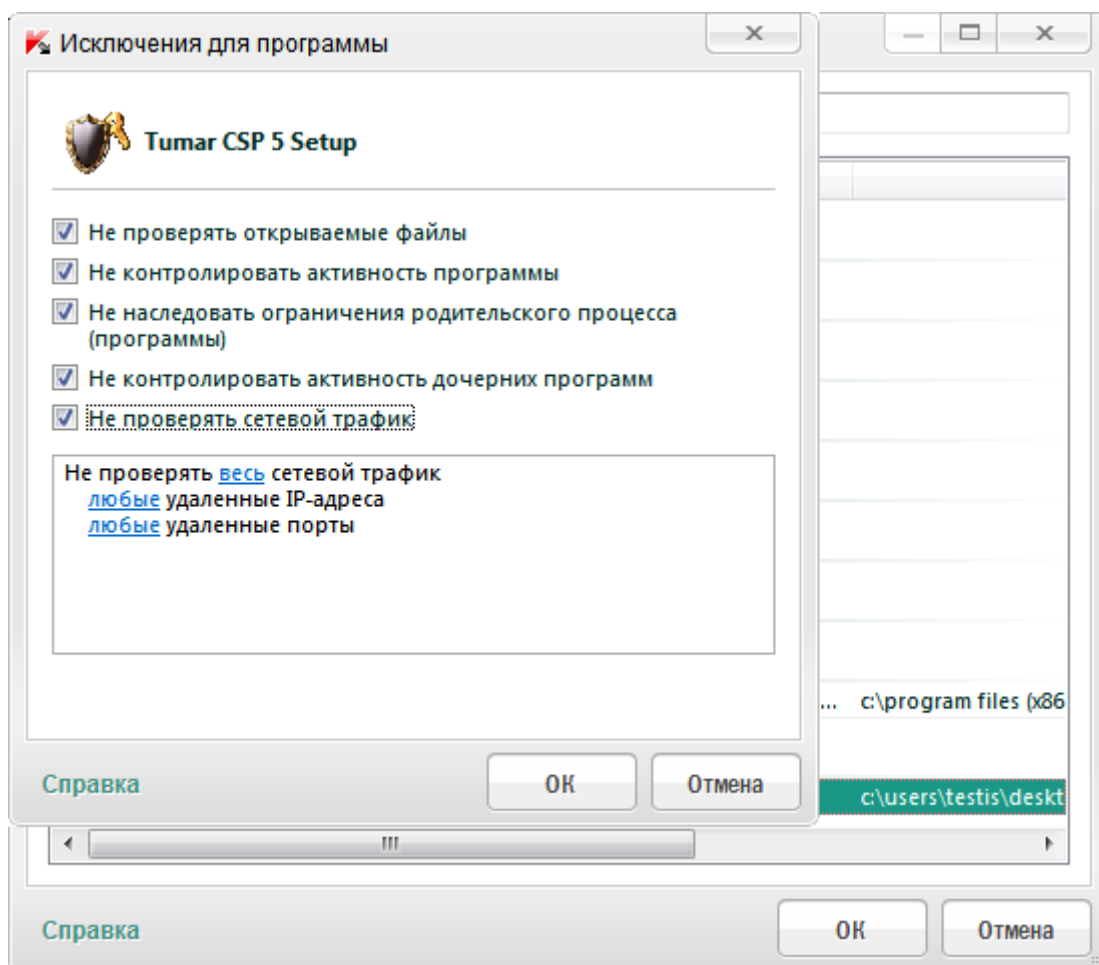 Исключения для программы
Tumar CSP 5 Setup
Не проверять открываемые файлы
Не контролировать активность программы
Не наследовать ограничения родительского процесса
(программы)
Не контролировать активность дочерних программ
Не проверять сетевой трафик
Не проверять весь сетевой трафик
любые удаленные IP-адреса
любые удаленные порты
... c:\program files (x86
Справка
ОК
Отмена
c:\users\testis\deskt
Справка
ОК
Отмена